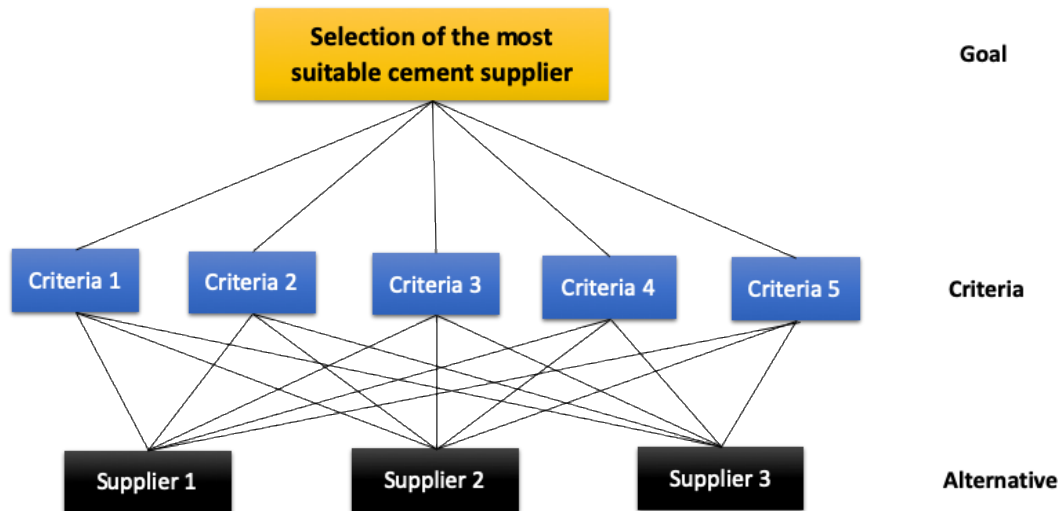 Selection of the most
suitable cement supplier
Goal
Criteria 1
Criteria 2
Criteria 3
Criteria 4
Criteria 5
Criteria
Supplier 1
Supplier 2
Supplier 3
Alternative